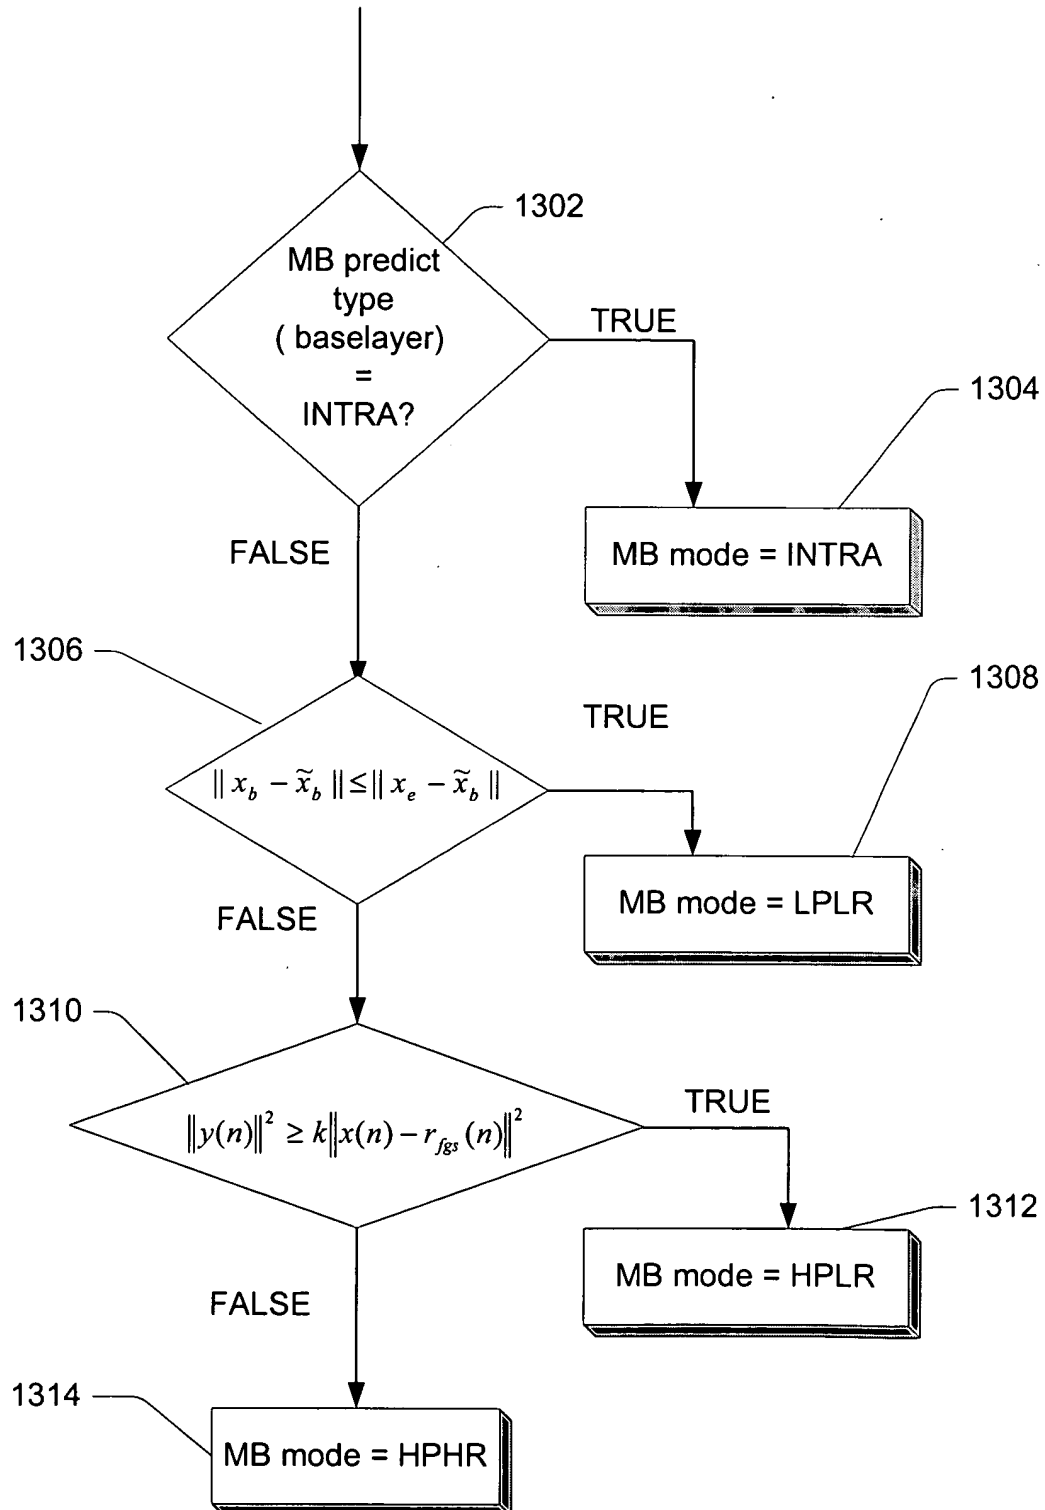 1302
MB predict
type
( baselayer)
=
INTRA?
TRUE
1304
MB mode = INTRA
FALSE
1306
|| x_b - x̃_b || ≤ || x_e - x̃_b ||
TRUE
1308
MB mode = LPLR
FALSE
1310
||y(n)||² ≥ k||x(n) - r_fgs(n)||²
TRUE
1312
MB mode = HPLR
FALSE
1314
MB mode = HPHR